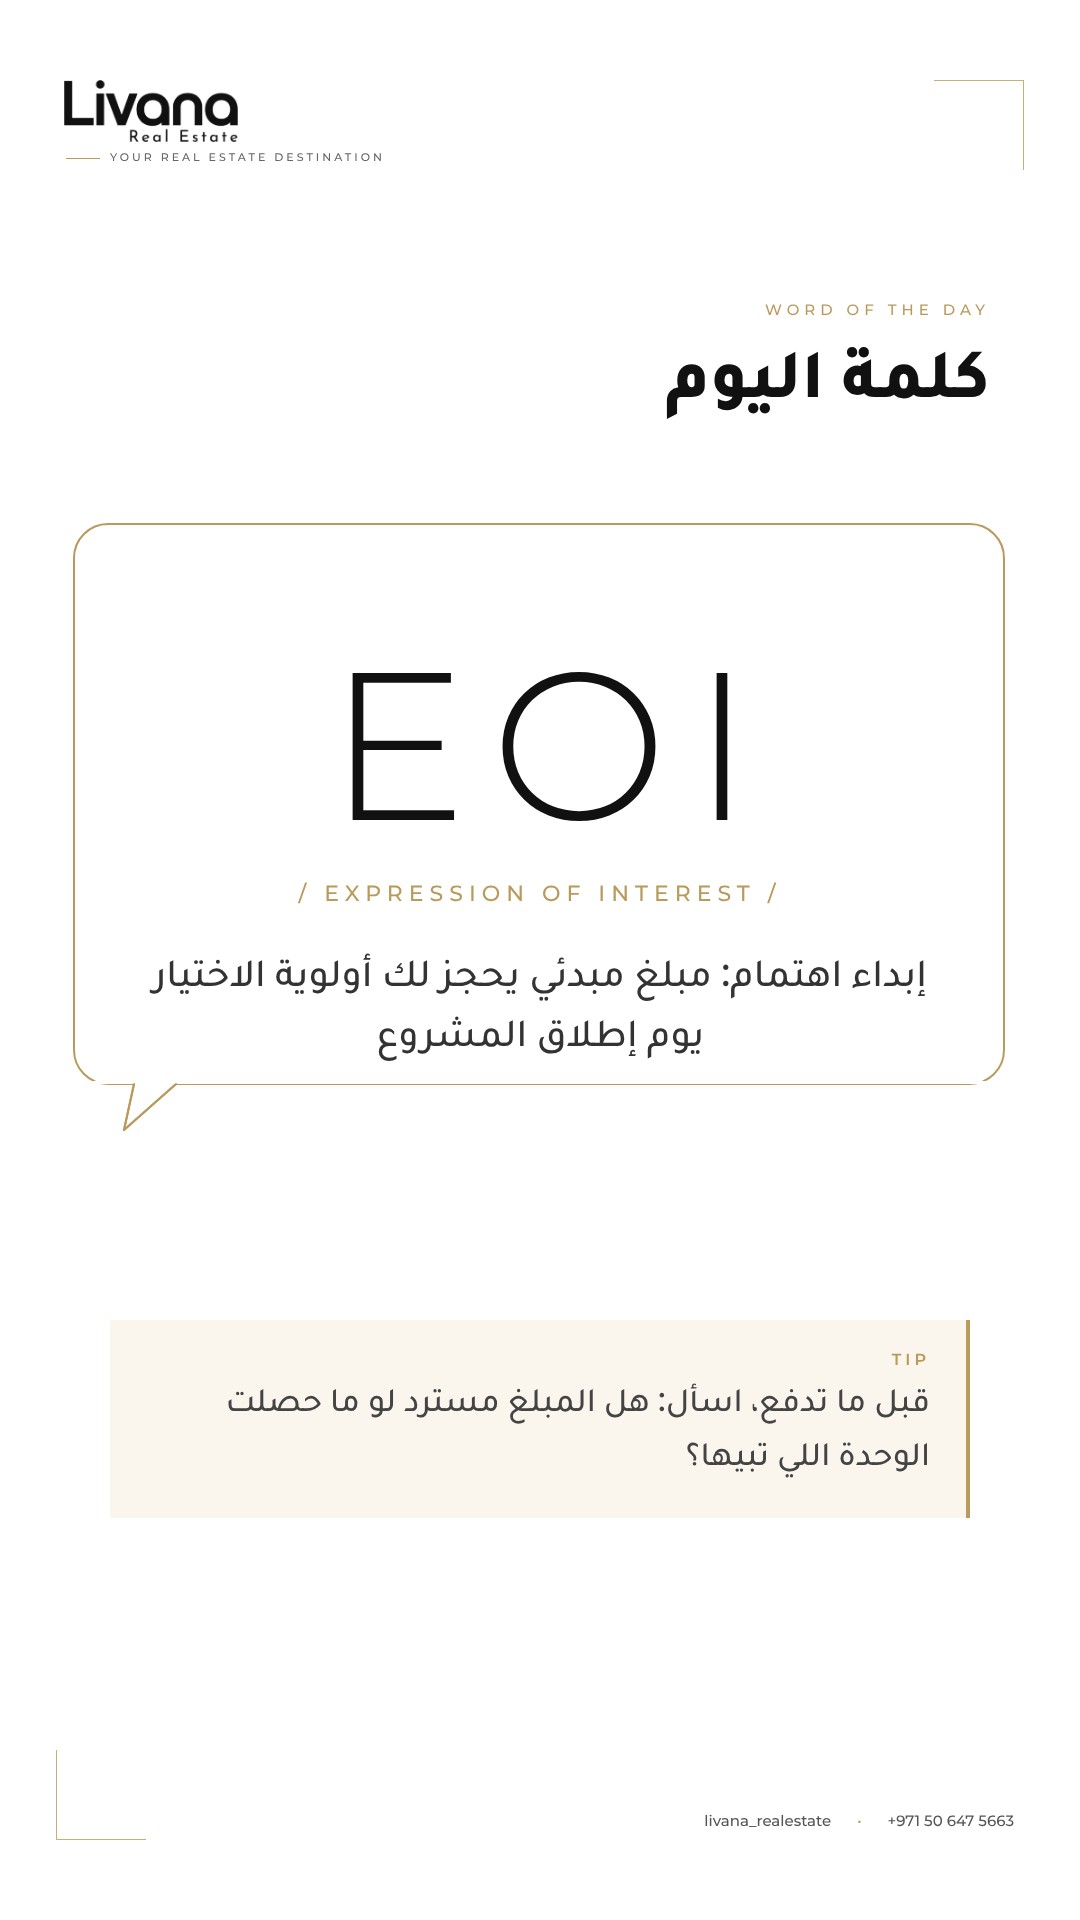 Livana
Real Estate
YOUR REAL ESTATE DESTINATION
WORD OF THE DAY
كلمة اليوم
EOI
/ EXPRESSION OF INTEREST /
إبداء اهتمام: مبلغ مبدئي يحجز لك أولوية الاختيار
يوم إطلاق المشروع
TIP
قبل ما تدفع، اسأل: هل المبلغ مسترد لو ما حصلت
الوحدة اللي تبيها؟
livana_realestate · +971 50 647 5663